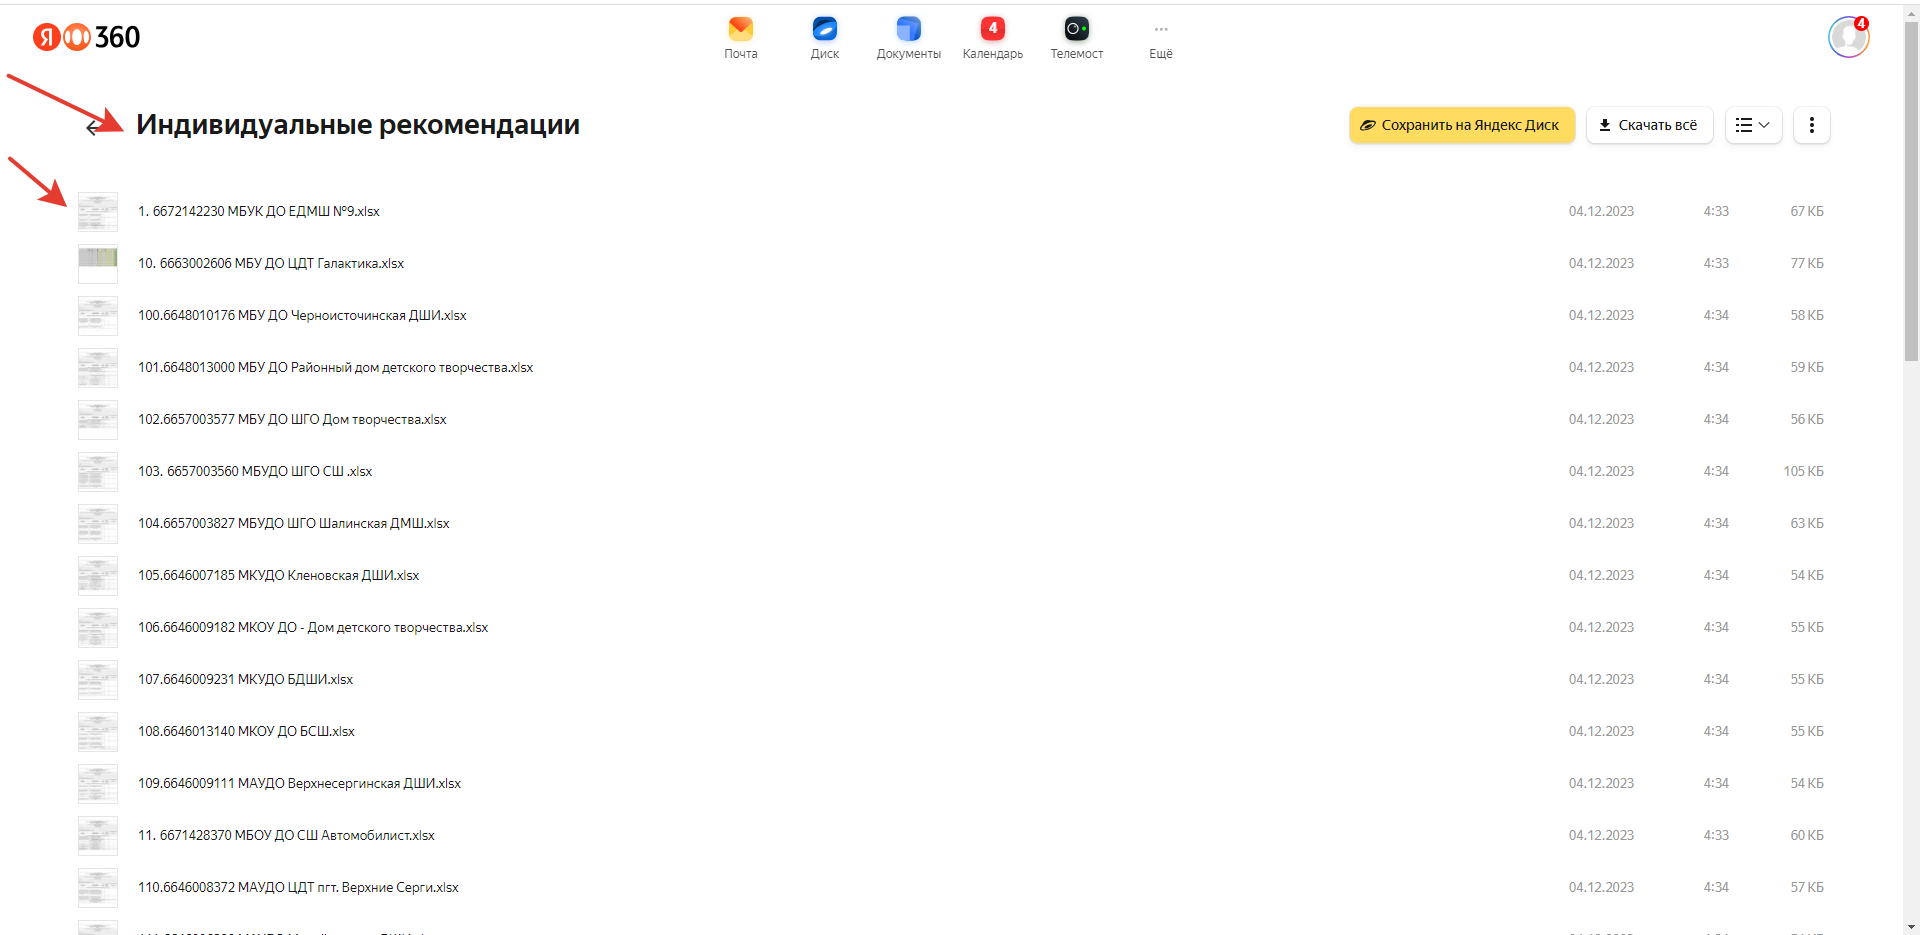 Я 360
Почта
Диск
Документы
4
Календарь
Телемост
Ещё
4
Индивидуальные рекомендации
Сохранить на Яндекс Диск
Скачать всё
1. 6672142230 МБУК ДО ЕДМШ №9.xlsx 04.12.2023 4:33 67 КБ
10. 6663002606 МБУ ДО ЦДТ Галактика.xlsx 04.12.2023 4:33 77 КБ
100.6648010176 МБУ ДО Черноисточинская ДШИ.xlsx 04.12.2023 4:34 58 КБ
101.6648013000 МБУ ДО Районный дом детского творчества.xlsx 04.12.2023 4:34 59 КБ
102.6657003577 МБУ ДО ШГО Дом творчества.xlsx 04.12.2023 4:34 56 КБ
103. 6657003560 МБУДО ШГО СШ .xlsx 04.12.2023 4:34 105 КБ
104.6657003827 МБУДО ШГО Шалинская ДМШ.xlsx 04.12.2023 4:34 63 КБ
105.6646007185 МКУДО Кленовская ДШИ.xlsx 04.12.2023 4:34 54 КБ
106.6646009182 МКОУ ДО - Дом детского творчества.xlsx 04.12.2023 4:34 55 КБ
107.6646009231 МКУДО БДШИ.xlsx 04.12.2023 4:34 55 КБ
108.6646013140 МКОУ ДО БСШ.xlsx 04.12.2023 4:34 55 КБ
109.6646009111 МАУДО Верхнесергинская ДШИ.xlsx 04.12.2023 4:34 54 КБ
11. 6671428370 МБОУ ДО СШ Автомобилист.xlsx 04.12.2023 4:33 60 КБ
110.6646008372 МАУДО ЦДТ пгт. Верхние Серги.xlsx 04.12.2023 4:34 57 КБ